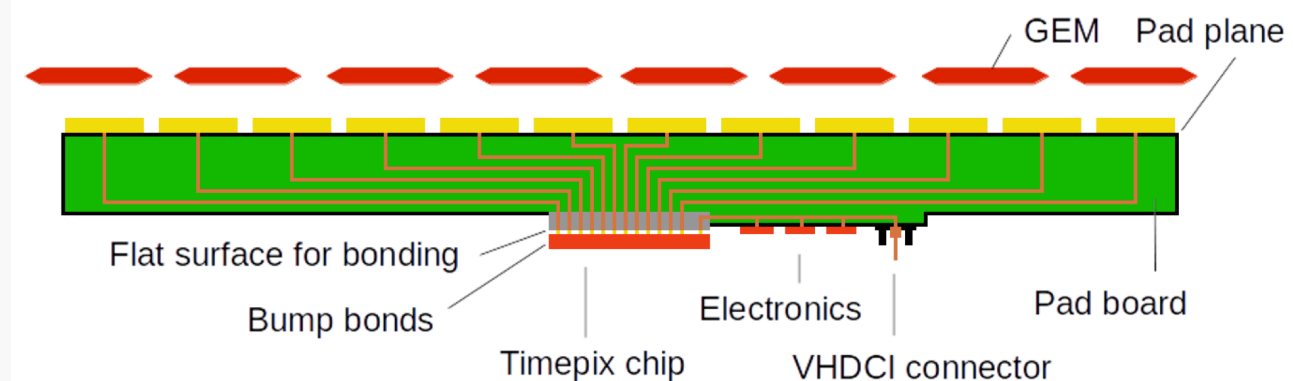 GEM
Pad plane
Flat surface for bonding
Bump bonds
Timepix chip
Electronics
VHDCI connector
Pad board